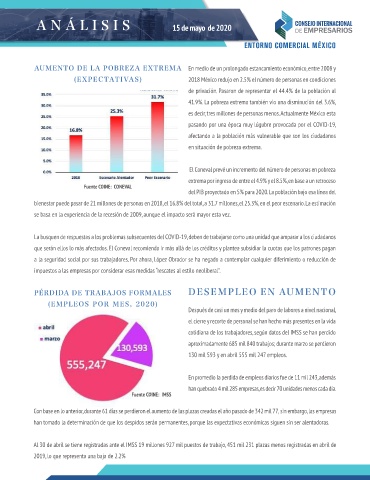 ANÁLISIS
15 de mayo de 2020
CONSEJO INTERNACIONAL
DE EMPRESARIOS
ENTORNO COMERCIAL MÉXICO
AUMENTO DE LA POBREZA EXTREMA
(EXPECTATIVAS)
35.0%
30.0%
25.0%
20.0%
15.0%
10.0%
5.0%
0.0%
16.8%
25.3%
31.7%
2018
Escenario Alentador
Peor Escenario
Fuente COINE: CONEVAL
En medio de un prolongado estancamiento económico, entre 2008 y
2018 México redujo en 2.5% el número de personas en condiciones
de privación. Pasaron de representar el 44.4% de la población al
41.9%. La pobreza extrema también vio una disminución del 3.6%,
es decir, tres millones de personas menos. Actualmente México esta
pasando por una época muy lúgubre provocada por el COVID-19,
afectando a la población más vulnerable que son los ciudadanos
en situación de pobreza extrema.
El Coneval prevé un incremento del número de personas en pobreza
extrema por ingreso de entre el 4.9% y el 8.5%, en base a un retroceso
del PIB proyectado en 5% para 2020. La población bajo esa línea del
bienestar puede pasar de 21 millones de personas en 2018, el 16.8% del total, a 31.7 millones, el 25.3%, en el peor escenario. La estimación
se basa en la experiencia de la recesión de 2009, aunque el impacto será mayor esta vez.
La busqueda de respuestas a los problemas subsecuentes del COVID-19, deben de trabajarse como una unidad que amparar a los ciudadanos
que serán el/los lo más afectados. El Coneval recomienda ir más allá de los créditos y plantea subsidiar la cuotas que los patrones pagan
a la seguridad social por sus trabajadores. Por ahora, López Obrador se ha negado a contemplar cualquier diferimiento o reducción de
impuestos a las empresas por considerar esas medidas "rescates al estilo neoliberal".
PÉRDIDA DE TRABAJOS FORMALES
(EMPLEOS POR MES, 2020)
abril
marzo
130,593
555,247
Fuente COINE: IMSS
DESEMPLEO EN AUMENTO
Después de casi un mes y medio del paro de labores a nivel nacional,
el cierre y recorte de personal se han hecho más presentes en la vida
cotidiana de los trabajadores, según datos del IMSS se han perdido
aproximadamente 685 mil 840 trabajos; durante marzo se perdieron
130 mil 593 y en abril 555 mil 247 empleos.
En promedio la perdida de empleos diarios fue de 11 mil 243, además
han quebrado 4 mil 285 empresas, es decir 70 unidades menos cada día.
Con base en lo anterior, durante 61 días se perdieron el aumento de las plazas creadas el año pasado de 342 mil 77, sin embargo, las empresas
han tomado la determinación de que los despidos serán permanentes, porque las expectativas económicas siguen sin ser alentadoras.
Al 30 de abril se tiene registrados ante el IMSS 19 millones 927 mil puestos de trabajo, 451 mil 231 plazas menos registradas en abril de
2019, lo que representa una baja de 2.2%